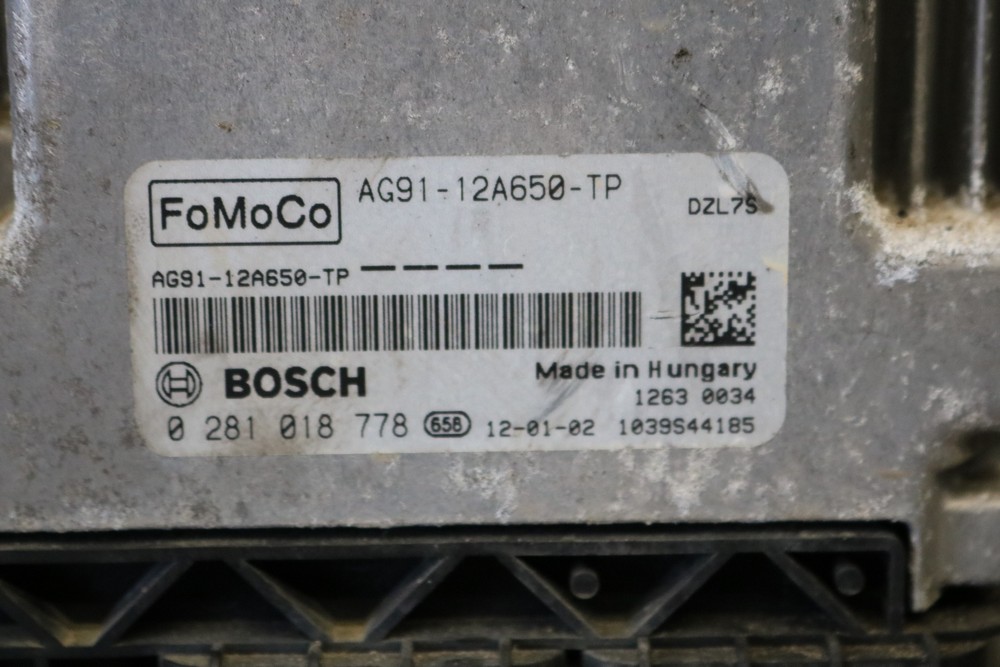 FoMoCo AG91-12A650-TP
DZL7S
AG91-12A650-TP ————
BOSCH Made in Hungary
1263 0034
0 281 018 778 658 12-01-02 1039S44185